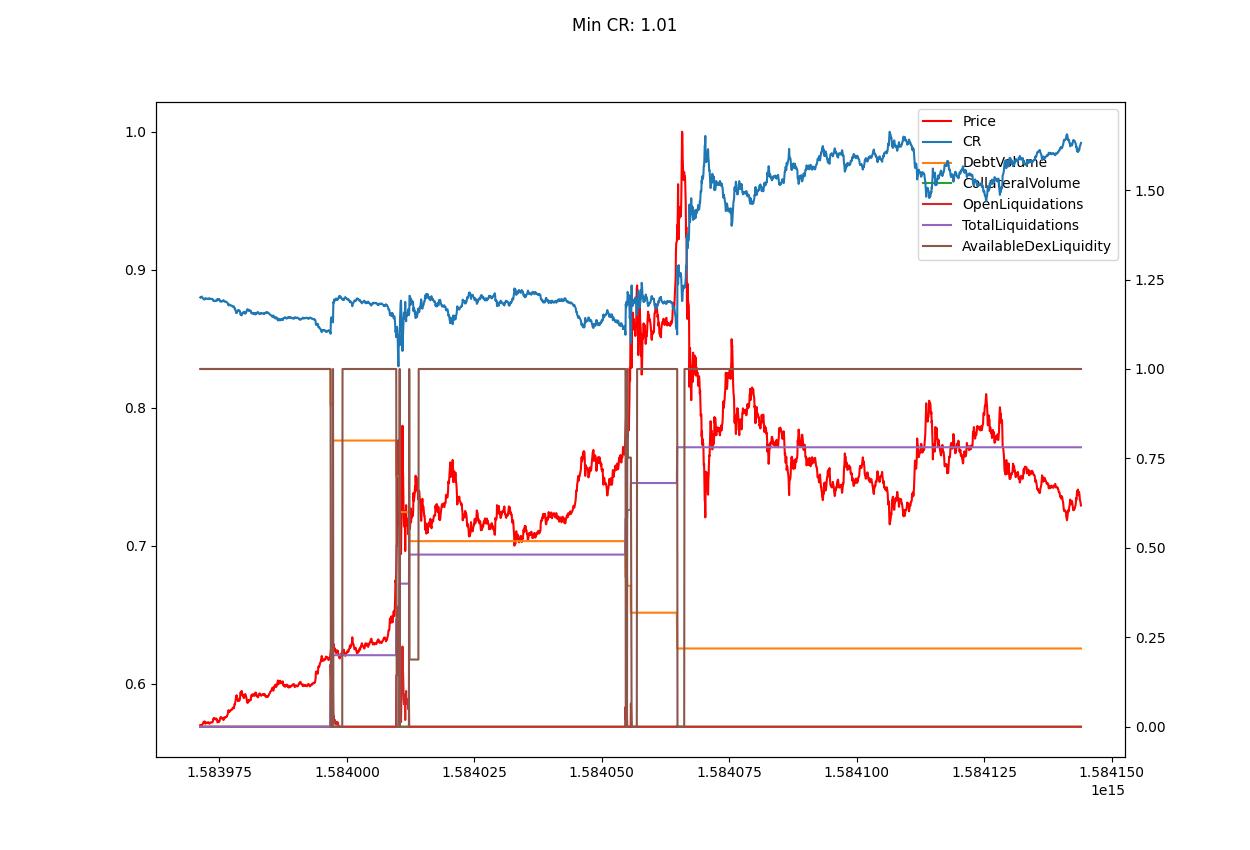 Min CR: 1.01
1.0
0.9
0.8
0.7
0.6
Price
CR
DebtVolume
CollateralVolume
OpenLiquidations
TotalLiquidations
AvailableDexLiquidity
1.50
1.25
1.00
0.75
0.50
0.25
0.00
1.583975 1.584000 1.584025 1.584050 1.584075 1.584100 1.584125 1.584150
1e15